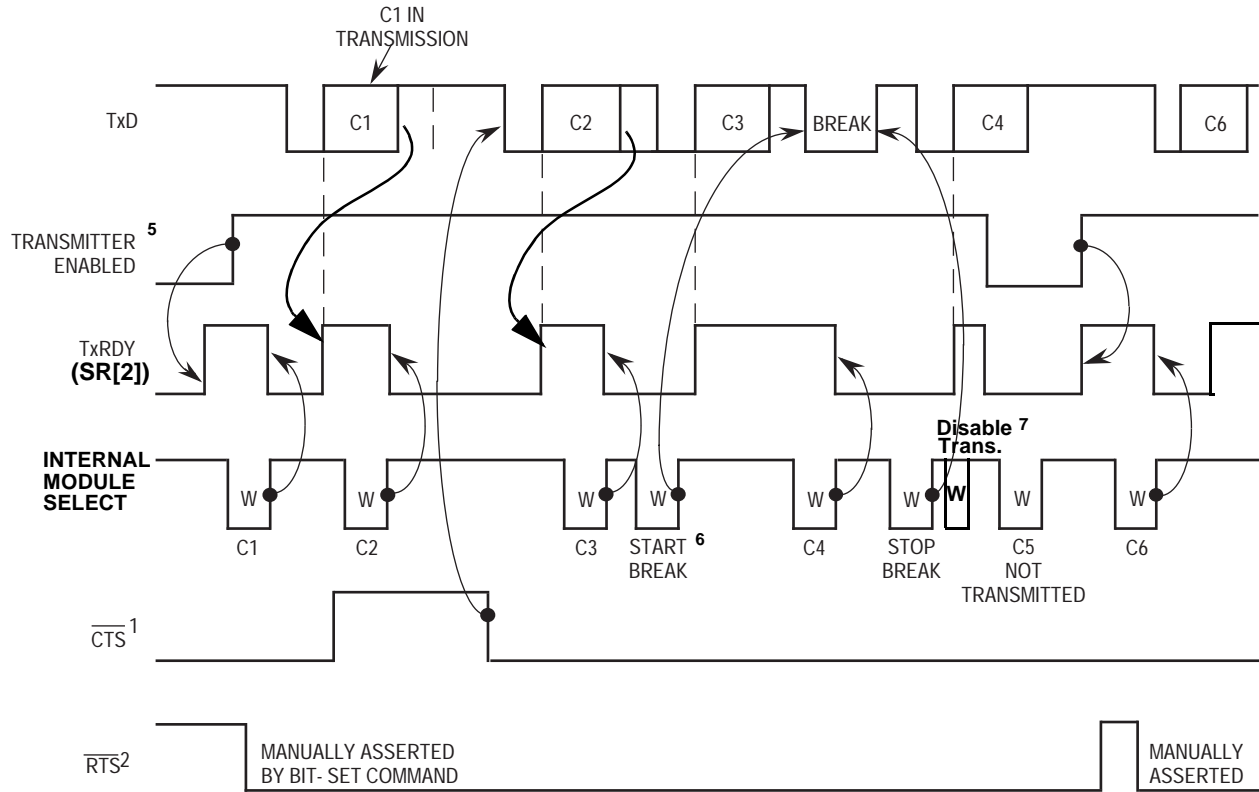 C1 IN
TRANSMISSION
TxD
C1
C2
C3
BREAK
C4
C6
TRANSMITTER 5
ENABLED
TxRDY
(SR[2])
Disable 7
Trans.
INTERNAL
MODULE
SELECT
W
W
W
W
W
W
W
W
W
C1
C2
C3
START 6
BREAK
C4
STOP
BREAK
C5
NOT
TRANSMITTED
C6
CTS 1
RTS 2
MANUALLY ASSERTED
BY BIT- SET COMMAND
MANUALLY
ASSERTED